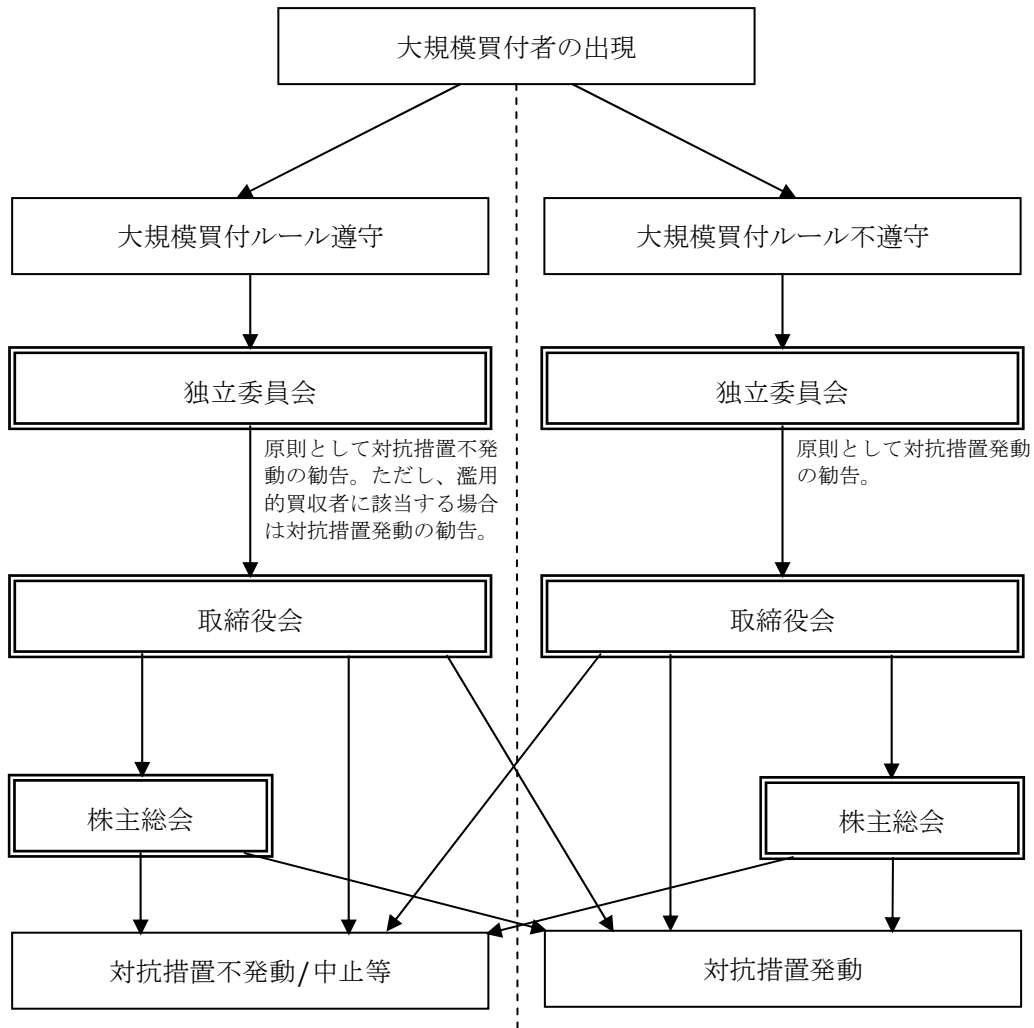 大規模買付者の出現
大規模買付ルール遵守
大規模買付ルール不遵守
独立委員会
独立委員会
原則として対抗措置不発
動の勧告。ただし、濫用
的買収者に該当する場合
は対抗措置発動の勧告。
原則として対抗措置発動
の勧告。
取締役会
取締役会
株主総会
株主総会
対抗措置不発動/中止等
対抗措置発動